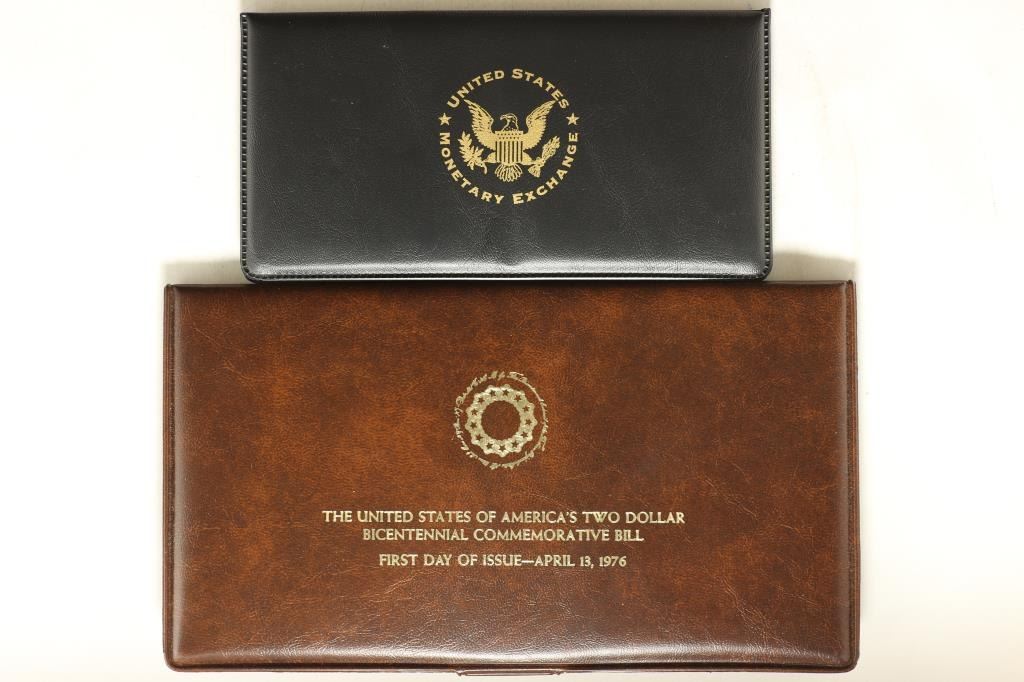 UNITED STATES
MONETARY EXCHANGE
THE UNITED STATES OF AMERICA'S TWO DOLLAR
BICENTENNIAL COMMEMORATIVE BILL
FIRST DAY OF ISSUE—APRIL 13, 1976